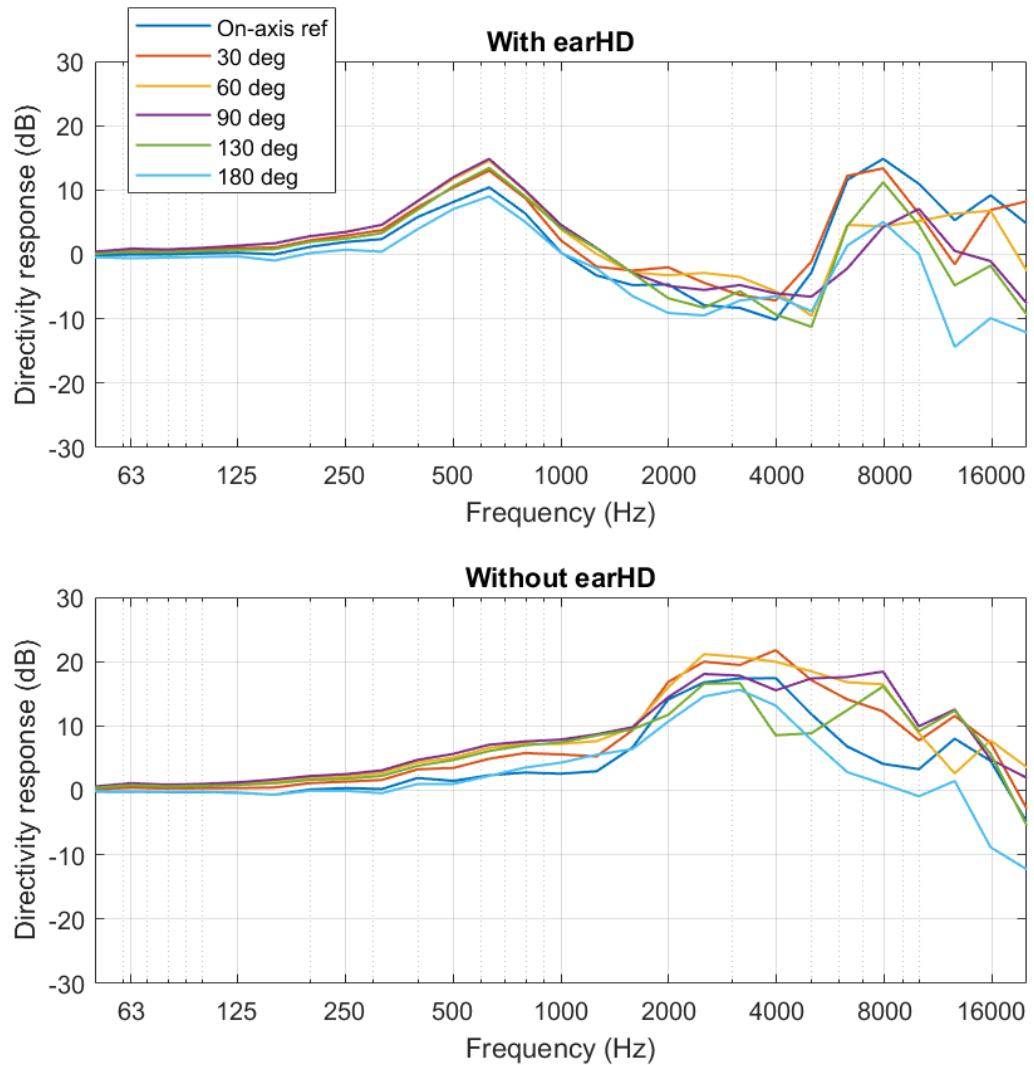 On-axis ref
30 deg
60 deg
90 deg
130 deg
180 deg
With earHD
Directivity response (dB)
30
20
10
0
-10
-20
-30
63 125 250 500 1000 2000 4000 8000 16000
Frequency (Hz)
Without earHD
Directivity response (dB)
30
20
10
0
-10
-20
-30
63 125 250 500 1000 2000 4000 8000 16000
Frequency (Hz)